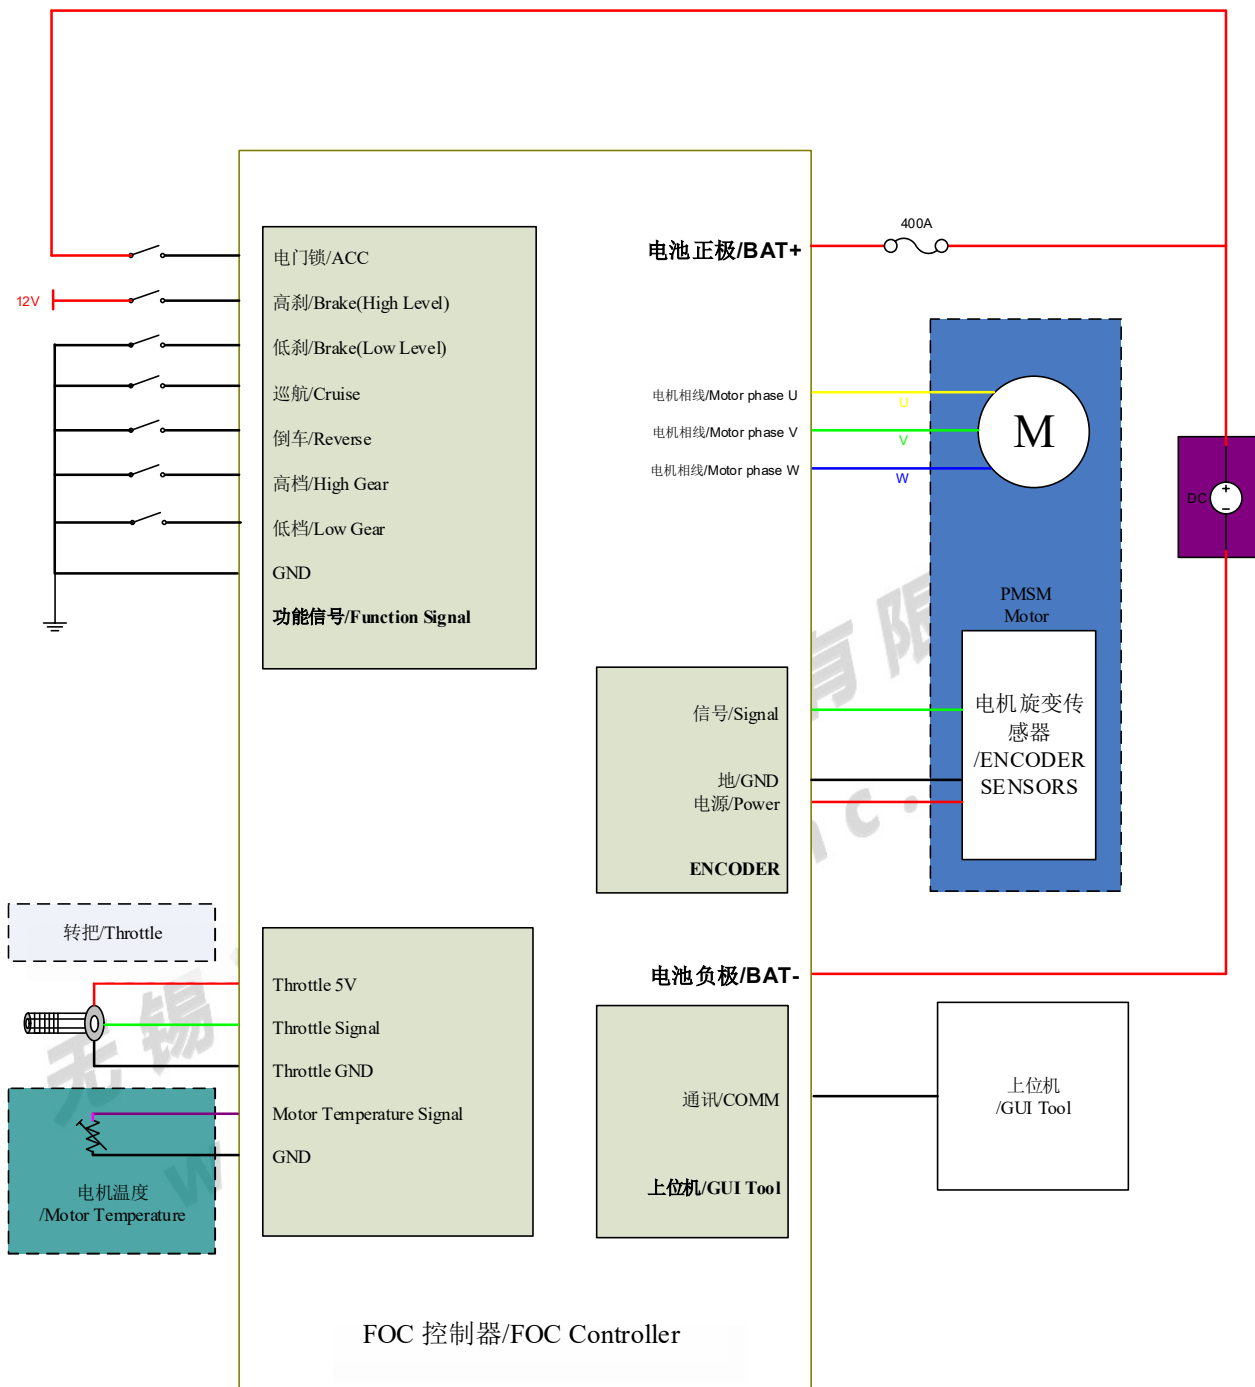 400A
电门锁/ACC
电池正极/BAT+
12V
高刹/Brake(High Level)
低刹/Brake(Low Level)
巡航/Cruise
倒车/Reverse
高档/High Gear
低档/Low Gear
GND
功能信号/Function Signal
电机相线/Motor phase U
U
电机相线/Motor phase V
V
电机相线/Motor phase W
W
M
DC
+
−
PMSM
Motor
电机旋变传
感器
/ENCODER
SENSORS
信号/Signal
地/GND
电源/Power
ENCODER
有限
转把/Throttle
Throttle 5V
Throttle Signal
Throttle GND
Motor Temperature Signal
GND
电机温度
/Motor Temperature
电池负极/BAT-
通讯/COMM
上位机/GUI Tool
上位机
/GUI Tool
无锡
FOC 控制器/FOC Controller